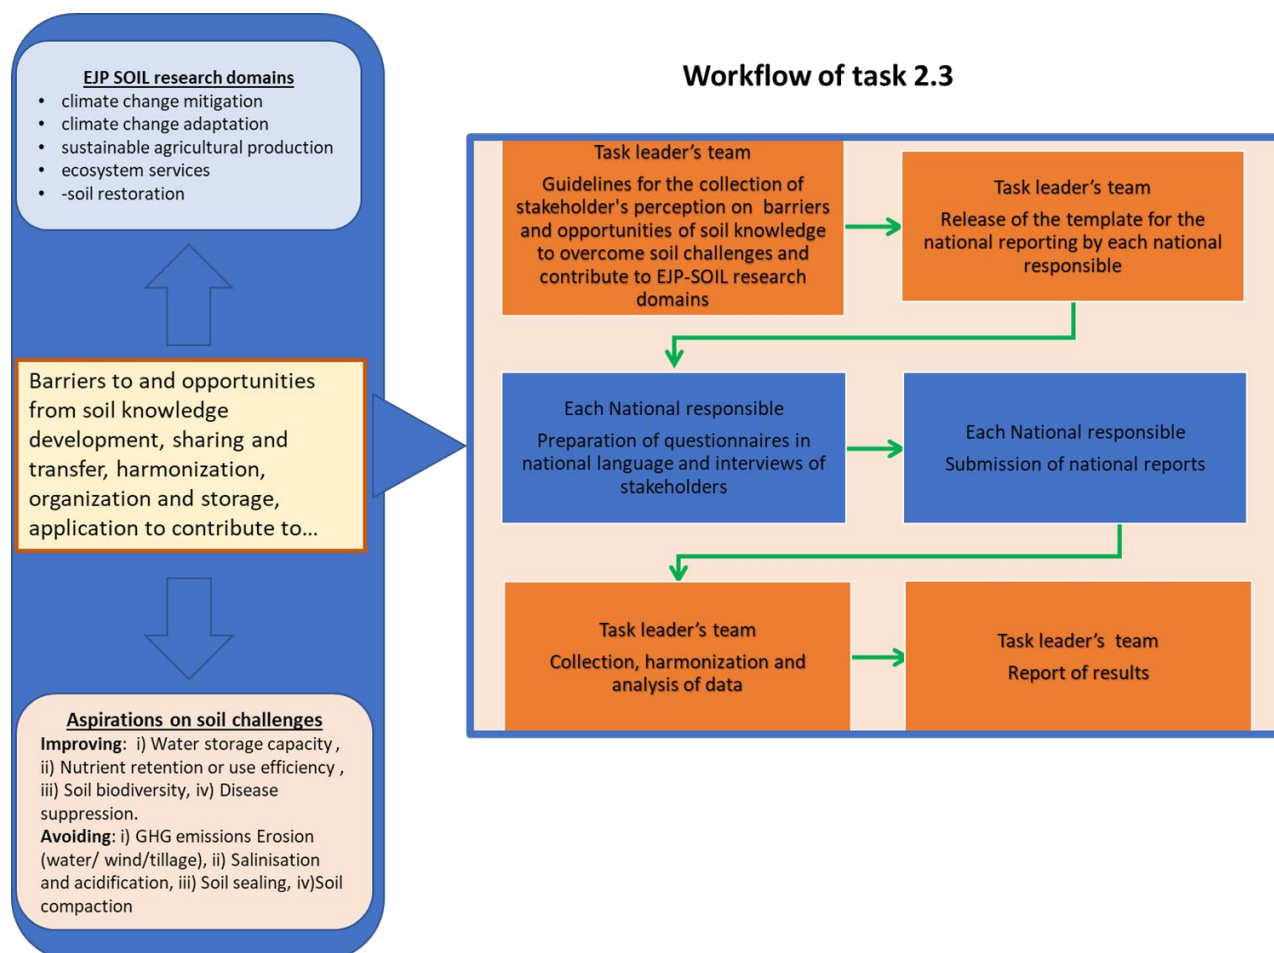 EJP SOIL research domains
• climate change mitigation
• climate change adaptation
• sustainable agricultural production
• ecosystem services
• -soil restoration
Barriers to and opportunities
from soil knowledge
development, sharing and
transfer, harmonization,
organization and storage,
application to contribute to...
Aspirations on soil challenges
Improving: i) Water storage capacity ,
ii) Nutrient retention or use efficiency ,
iii) Soil biodiversity, iv) Disease
suppression.
Avoiding: i) GHG emissions Erosion
(water/ wind/tillage), ii) Salinisation
and acidification, iii) Soil sealing, iv)Soil
compaction
Workflow of task 2.3
Task leader’s team
Guidelines for the collection of
stakeholder's perception on barriers
and opportunities of soil knowledge
to overcome soil challenges and
contribute to EJP-SOIL research
domains
Task leader’s team
Release of the template for the
national reporting by each national
responsible
Each National responsible
Preparation of questionnaires in
national language and interviews of
stakeholders
Each National responsible
Submission of national reports
Task leader’s team
Collection, harmonization and
analysis of data
Task leader’s team
Report of results